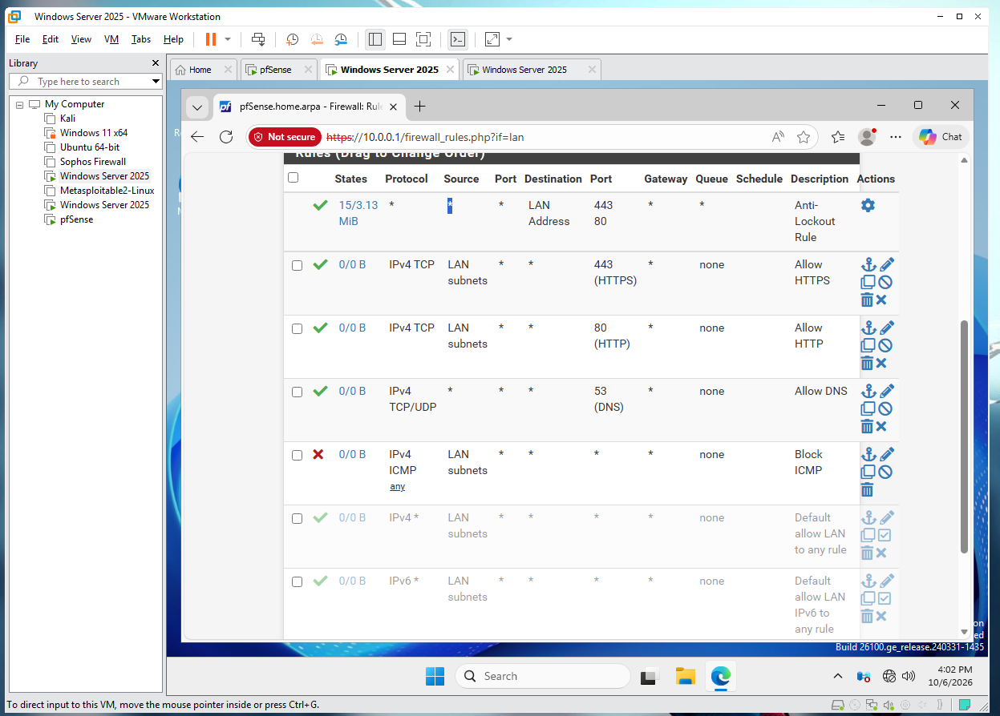 Windows Server 2025 - VMware Workstation
File Edit View VM Tabs Help
Library
Type here to search
My Computer
Kali
Windows 11 x64
Ubuntu 64-bit
Sophos Firewall
Windows Server 2025
Metasploitable2-Linux
Windows Server 2025
pfSense
Home pfSense Windows Server 2025 Windows Server 2025
pfSense.home.arpa - Firewall: Rul
Not secure https://10.0.0.1/firewall_rules.php?if=lan Chat
Rules (Drag to Change Order)
States Protocol Source Port Destination Port Gateway Queue Schedule Description Actions
15/3.13 * * * LAN 443 * * Anti-
MiB Address 80 Lockout
Rule
0/0 B IPv4 TCP LAN * * 443 * none Allow
subnets (HTTPS) HTTPS
0/0 B IPv4 TCP LAN * * 80 * none Allow
subnets (HTTP) HTTP
0/0 B IPv4 * * * 53 * none Allow DNS
TCP/UDP (DNS)
0/0 B IPv4 LAN * * * * none Block
ICMP subnets ICMP
any
0/0 B IPv4 * LAN * * * * none Default
subnets allow LAN
to any rule
0/0 B IPv6 * LAN * * * * none Default
subnets allow LAN
IPv6 to
any rule
Build 26100.ge_release.240331-1435
Search
4:02 PM
10/6/2026
To direct input to this VM, move the mouse pointer inside or press Ctrl+G.